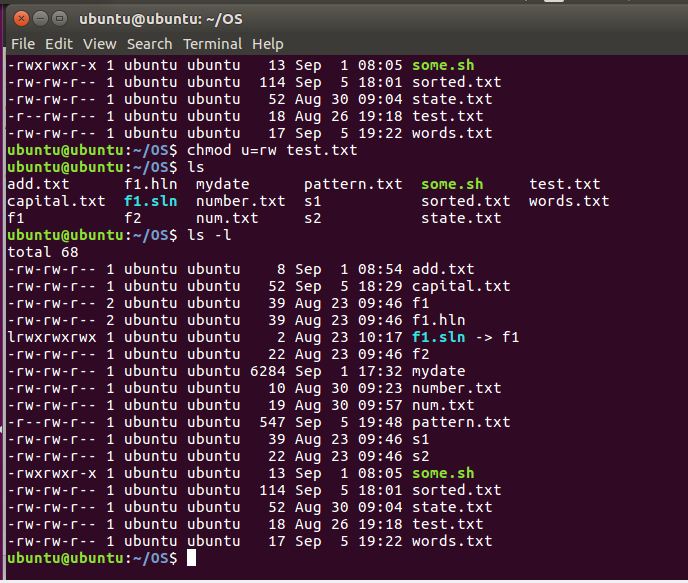 ubuntu@ubuntu: ~/OS
File Edit View Search Terminal Help
-rwxrwxr-x 1 ubuntu ubuntu   13 Sep  1 08:05 some.sh
-rw-rw-r-- 1 ubuntu ubuntu  114 Sep  5 18:01 sorted.txt
-rw-rw-r-- 1 ubuntu ubuntu   52 Aug 30 09:04 state.txt
-r--rw-r-- 1 ubuntu ubuntu   18 Aug 26 19:18 test.txt
-rw-rw-r-- 1 ubuntu ubuntu   17 Sep  5 19:22 words.txt
ubuntu@ubuntu:~/OS$ chmod u=rw test.txt
ubuntu@ubuntu:~/OS$ ls
add.txt      f1.hln  mydate      pattern.txt  some.sh     test.txt
capital.txt  f1.sln  number.txt  s1           sorted.txt  words.txt
f1           f2      num.txt     s2           state.txt
ubuntu@ubuntu:~/OS$ ls -l
total 68
-rw-rw-r-- 1 ubuntu ubuntu    8 Sep  1 08:54 add.txt
-rw-rw-r-- 1 ubuntu ubuntu   52 Sep  5 18:29 capital.txt
-rw-rw-r-- 2 ubuntu ubuntu   39 Aug 23 09:46 f1
-rw-rw-r-- 2 ubuntu ubuntu   39 Aug 23 09:46 f1.hln
lrwxrwxrwx 1 ubuntu ubuntu    2 Aug 23 10:17 f1.sln -> f1
-rw-rw-r-- 1 ubuntu ubuntu   22 Aug 23 09:46 f2
-rw-rw-r-- 1 ubuntu ubuntu 6284 Sep  1 17:32 mydate
-rw-rw-r-- 1 ubuntu ubuntu   10 Aug 30 09:23 number.txt
-rw-rw-r-- 1 ubuntu ubuntu   19 Aug 30 09:57 num.txt
-r--rw-r-- 1 ubuntu ubuntu  547 Sep  5 19:48 pattern.txt
-rw-rw-r-- 1 ubuntu ubuntu   39 Aug 23 09:46 s1
-rw-rw-r-- 1 ubuntu ubuntu   22 Aug 23 09:46 s2
-rwxrwxr-x 1 ubuntu ubuntu   13 Sep  1 08:05 some.sh
-rw-rw-r-- 1 ubuntu ubuntu  114 Sep  5 18:01 sorted.txt
-rw-rw-r-- 1 ubuntu ubuntu   52 Aug 30 09:04 state.txt
-rw-rw-r-- 1 ubuntu ubuntu   18 Aug 26 19:18 test.txt
-rw-rw-r-- 1 ubuntu ubuntu   17 Sep  5 19:22 words.txt
ubuntu@ubuntu:~/OS$